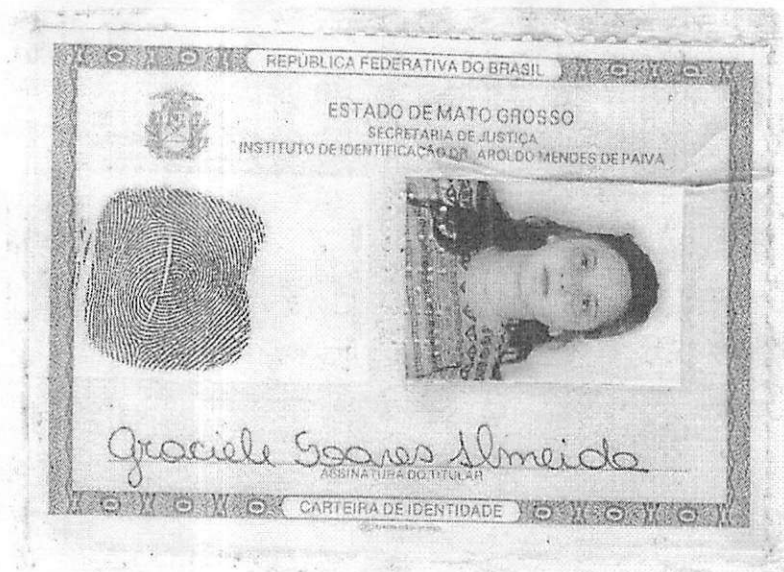 REPÚBLICA FEDERATIVA DO BRASIL
ESTADO DE MATO GROSSO
SECRETARIA DE JUSTIÇA
INSTITUTO DE IDENTIFICAÇÃO DR. AROLDO MENDES DE PAIVA
Graciele Soares Almeida
ASSINATURA DO TITULAR
CARTEIRA DE IDENTIDADE